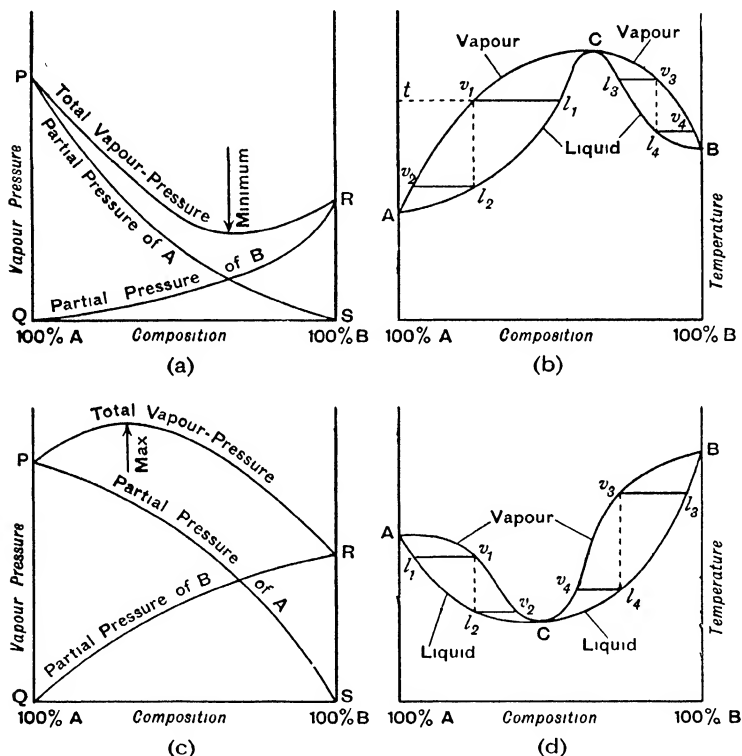 P
Total Vapour-Pressure
Partial Pressure of A
Minimum
R
Vapour Pressure
Q
Partial Pressure of B
S
100% A
Composition
100% B
(a)
Vapour
C
Vapour
t
v₁
l₁
l₃
v₃
v₄
l₄
B
Liquid
v₂
A
l₂
Temperature
100% A
Composition
100% B
(b)
Total Vapour-Pressure
P
Max
Partial Pressure of A
R
Partial Pressure of B
Vapour Pressure
Q
S
100% A
Composition
100% B
(c)
B
A
Vapour
v₃
l₃
l₁
v₁
v₄
l₂
v₂
C
l₄
Liquid
Liquid
Temperature
100% A
Composition
100% B
(d)